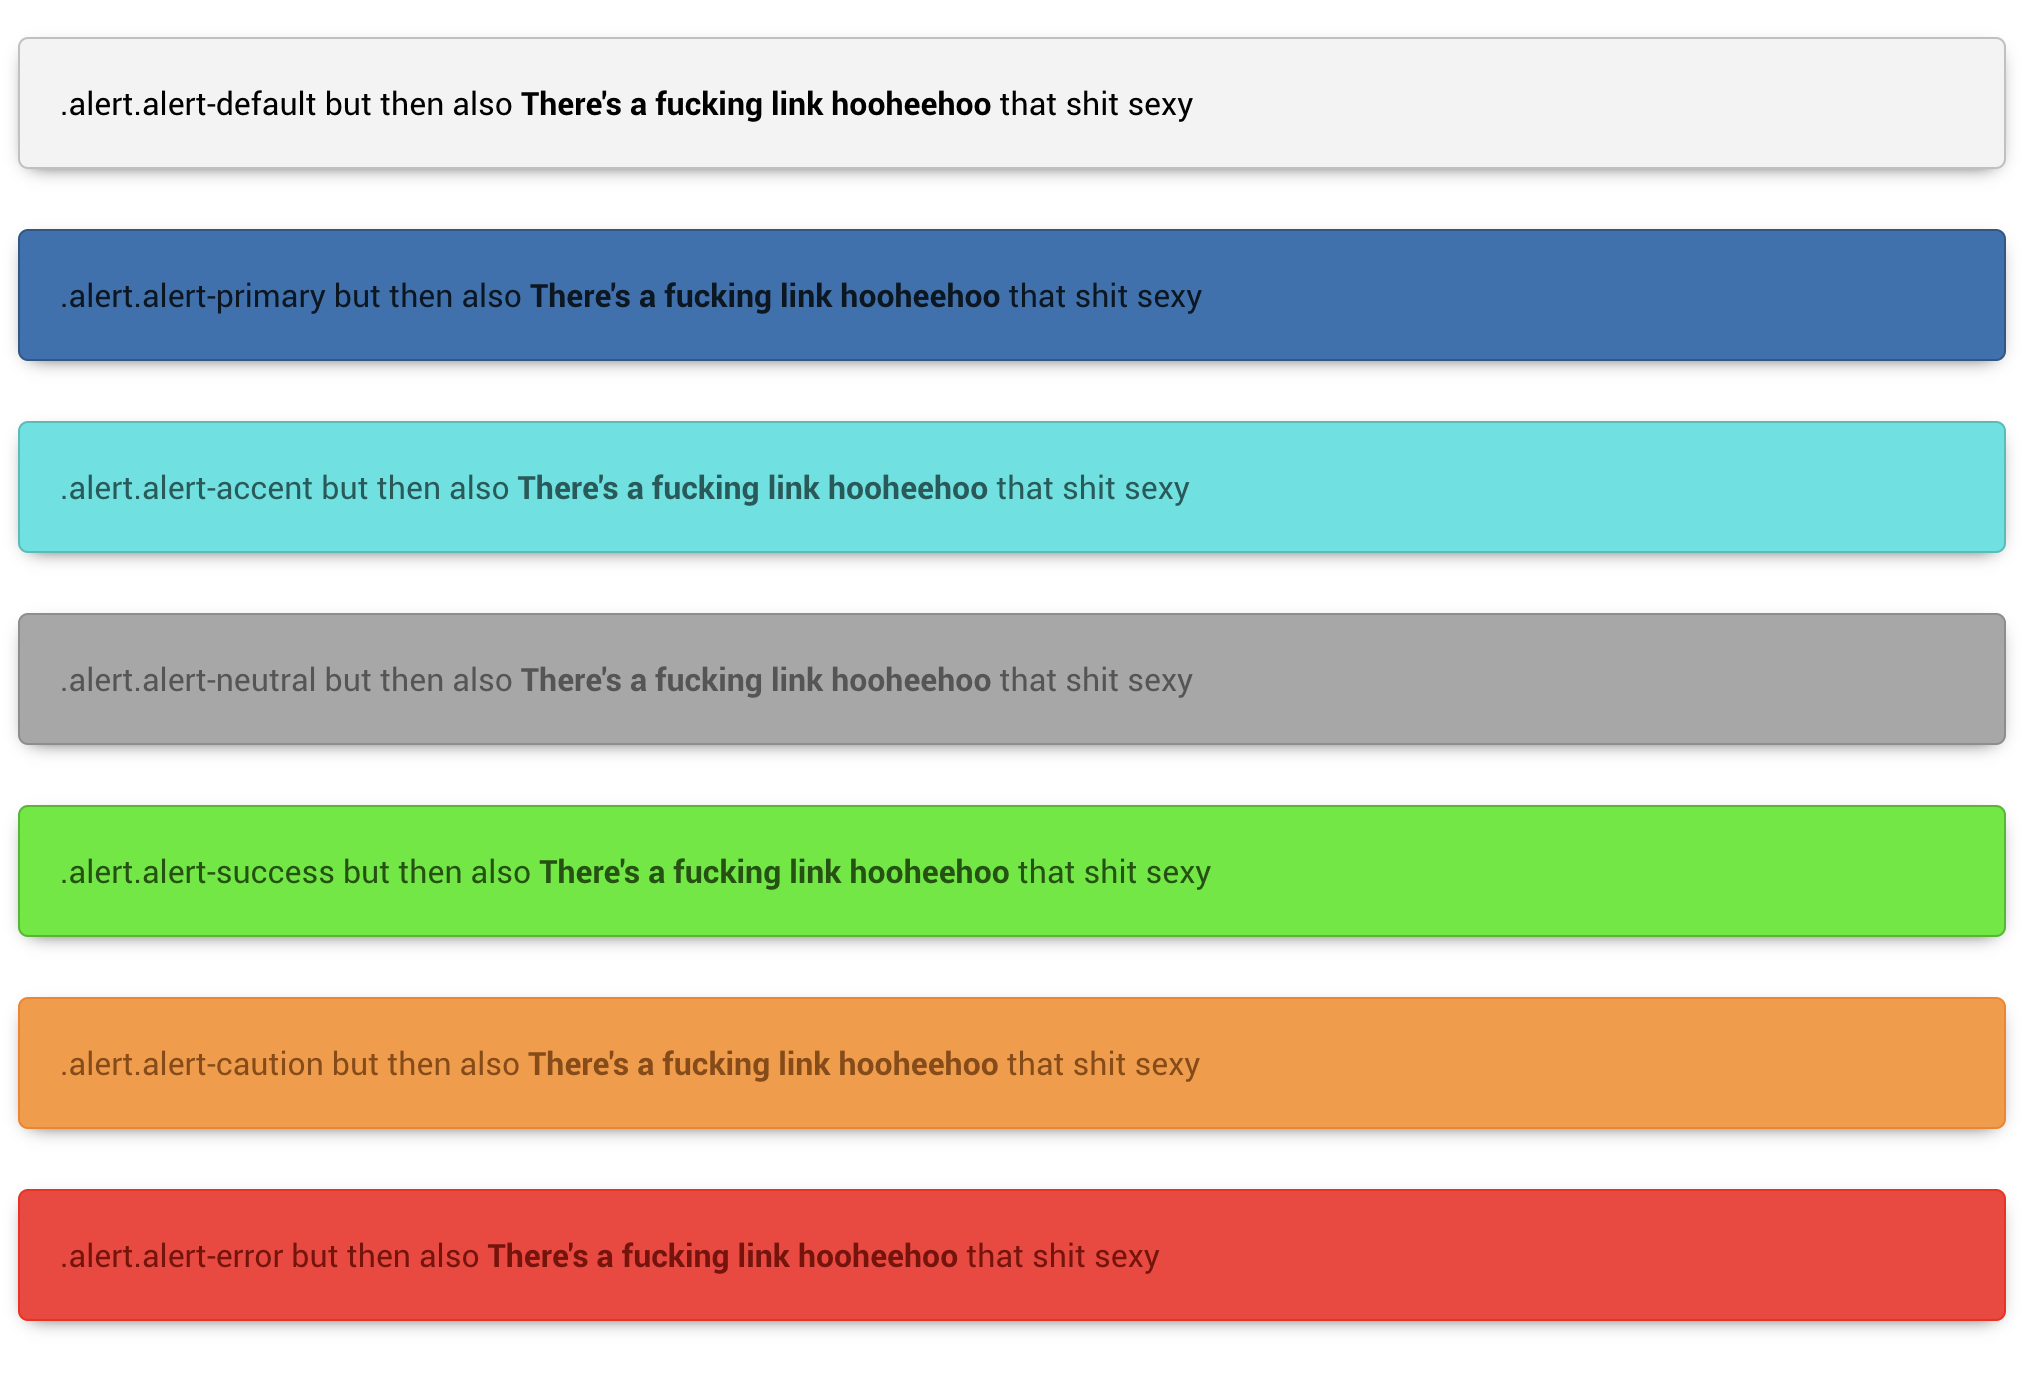 .alert.alert-default but then also There's a fucking link hooheehoo that shit sexy
.alert.alert-primary but then also There's a fucking link hooheehoo that shit sexy
.alert.alert-accent but then also There's a fucking link hooheehoo that shit sexy
.alert.alert-neutral but then also There's a fucking link hooheehoo that shit sexy
.alert.alert-success but then also There's a fucking link hooheehoo that shit sexy
.alert.alert-caution but then also There's a fucking link hooheehoo that shit sexy
.alert.alert-error but then also There's a fucking link hooheehoo that shit sexy